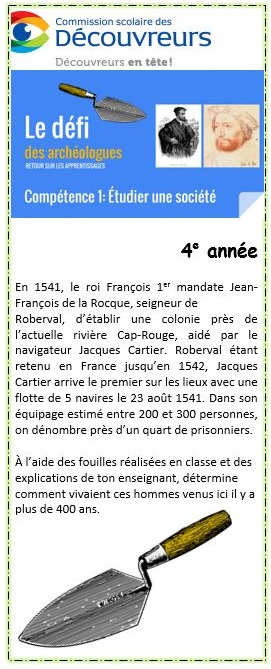 Commission scolaire des
Découvreurs
Découvreurs en tête!
Le défi
des archéologues
RETOUR SUR LES APPRENTISSAGES
Compétence 1: Étudier une société
4e année
En 1541, le roi François 1er mandate Jean-
François de la Rocque, seigneur de
Roberval, d’établir une colonie près de
l’actuelle rivière Cap-Rouge, aidé par le
navigateur Jacques Cartier. Roberval étant
retenu en France jusqu’en 1542, Jacques
Cartier arrive le premier sur les lieux avec une
flotte de 5 navires le 23 août 1541. Dans son
équipage estimé entre 200 et 300 personnes,
on dénombre près d’un quart de prisonniers.
À l’aide des fouilles réalisées en classe et des
explications de ton enseignant, détermine
comment vivaient ces hommes venus ici il y a
plus de 400 ans.